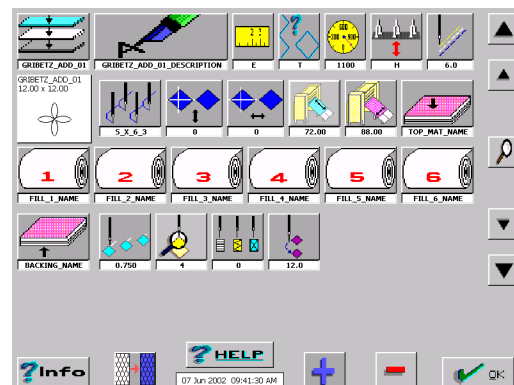 GRIBETZ_ADD_01
GRIBETZ_ADD_01_DESCRIPTION
E
T
1100
H
6.0
GRIBETZ_ADD_01
12.00 x 12.00
5_X_6_3
0
0
72.00
88.00
TOP_MAT_NAME
1
2
3
4
5
6
FILL_1_NAME
FILL_2_NAME
FILL_3_NAME
FILL_4_NAME
FILL_5_NAME
FILL_6_NAME
BACKING_NAME
0.750
4
0
12.0
?Info
?HELP
07 Jun 2002 09:41:30 AM
OK